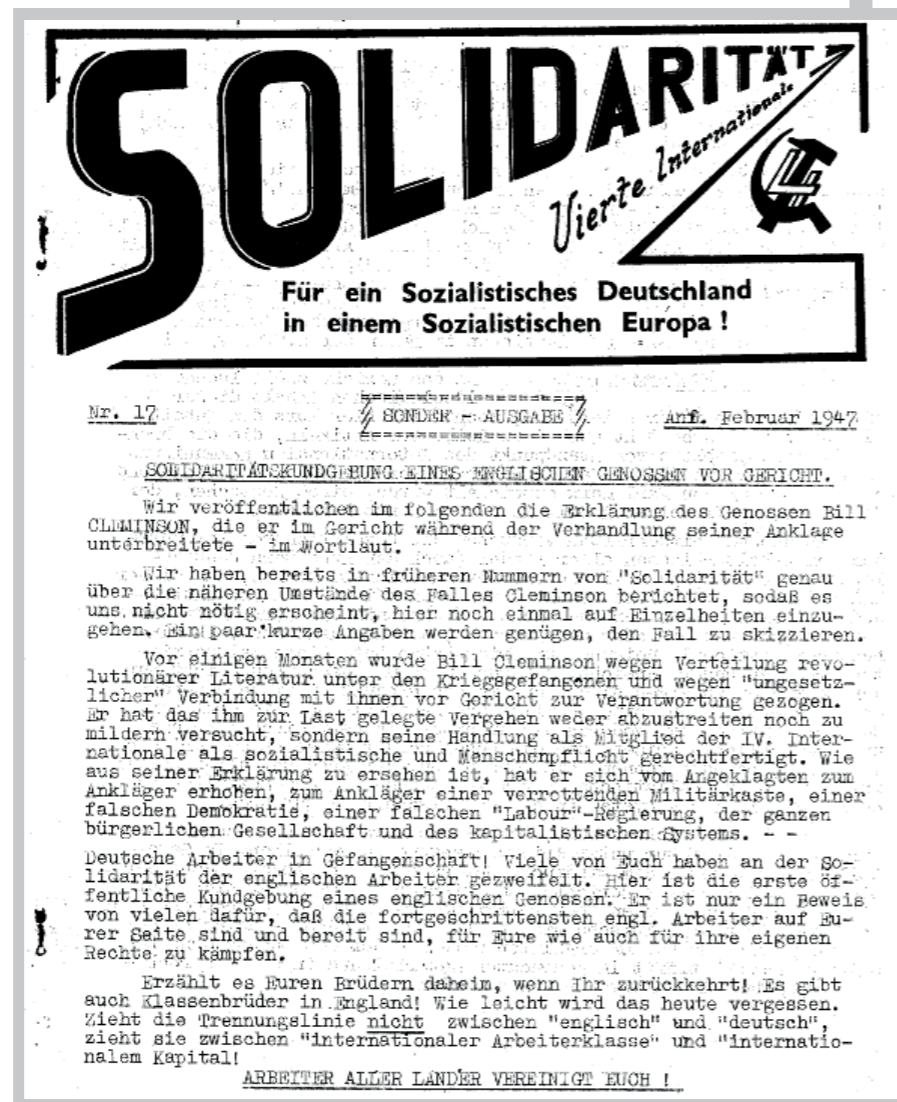 SOLIDARITÄT
Vierte Internationale
4
Für ein Sozialistisches Deutschland
in einem Sozialistischen Europa !
Nr. 17 SONDER - AUSGABE Anf. Februar 1947
SOLIDARITÄTSKUNDGEBUNG EINES ENGLISCHEN GENOSSEN VOR GERICHT.
Wir veröffentlichen im folgenden die Erklärung des Genossen Bill
CLEMINSON, die er im Gericht während der Verhandlung seiner Anklage
unterbreitete - im Wortlaut.
Wir haben bereits in früheren Nummern von "Solidarität" genau
über die näheren Umstände des Falles Cleminson berichtet, sodaß es
uns nicht nötig erscheint, hier noch einmal auf Einzelheiten einzu-
gehen. Ein paar kurze Angaben werden genügen, den Fall zu skizzieren.
Vor einigen Monaten wurde Bill Cleminson wegen Verteilung revo-
lutionärer Literatur unter den Kriegsgefangenen und wegen "ungesetz-
licher" Verbindung mit ihnen vor Gericht zur Verantwortung gezogen.
Er hat das ihm zur Last gelegte Vergehen weder abzustreiten noch zu
mildern versucht, sondern seine Handlung als Mitglied der IV. Inter-
nationale als sozialistische und Menschenpflicht gerechtfertigt. Wie
aus seiner Erklärung zu ersehen ist, hat er sich vom Angeklagten zum
Ankläger erhoben, zum Ankläger einer verrottenden Militärkaste, einer
falschen Demokratie, einer falschen "Labour"-Regierung, der ganzen
bürgerlichen Gesellschaft und des kapitalistischen Systems. - -
Deutsche Arbeiter in Gefangenschaft! Viele von Euch haben an der So-
lidarität der englischen Arbeiter gezweifelt. Hier ist die erste öf-
fentliche Kundgebung eines englischen Genossen. Er ist nur ein Beweis
von vielen dafür, daß die fortgeschrittensten engl. Arbeiter auf Eu-
rer Seite sind und bereit sind, für Eure wie auch für ihre eigenen
Rechte zu kämpfen.
Erzählt es Euren Brüdern daheim, wenn Ihr zurückkehrt! Es gibt
auch Klassenbrüder in England! Wie leicht wird das heute vergessen.
Zieht die Trennungslinie nicht zwischen "englisch" und "deutsch",
zieht sie zwischen "internationaler Arbeiterklasse" und "internatio-
nalem Kapital!
ARBEITER ALLER LÄNDER VEREINIGT EUCH !